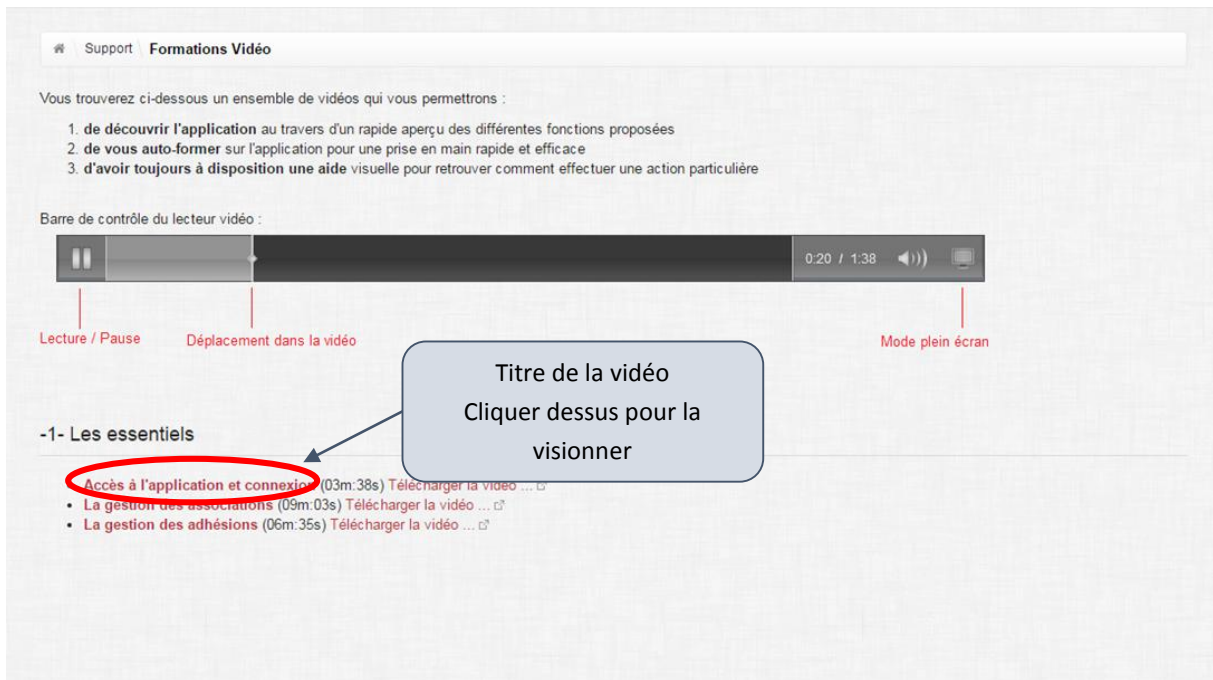 Support Formations Vidéo
Vous trouverez ci-dessous un ensemble de vidéos qui vous permettrons :
1. de découvrir l'application au travers d'un rapide aperçu des différentes fonctions proposées
2. de vous auto-former sur l'application pour une prise en main rapide et efficace
3. d'avoir toujours à disposition une aide visuelle pour retrouver comment effectuer une action particulière
Barre de contrôle du lecteur vidéo :
0:20 / 1:38
Lecture / Pause
Déplacement dans la vidéo
Mode plein écran
Titre de la vidéo
Cliquer dessus pour la
visionner
-1- Les essentiels
Accès à l'application et connexion (03m:38s) Télécharger la vidéo ...
• La gestion des associations (09m:03s) Télécharger la vidéo ...
• La gestion des adhésions (06m:35s) Télécharger la vidéo ...